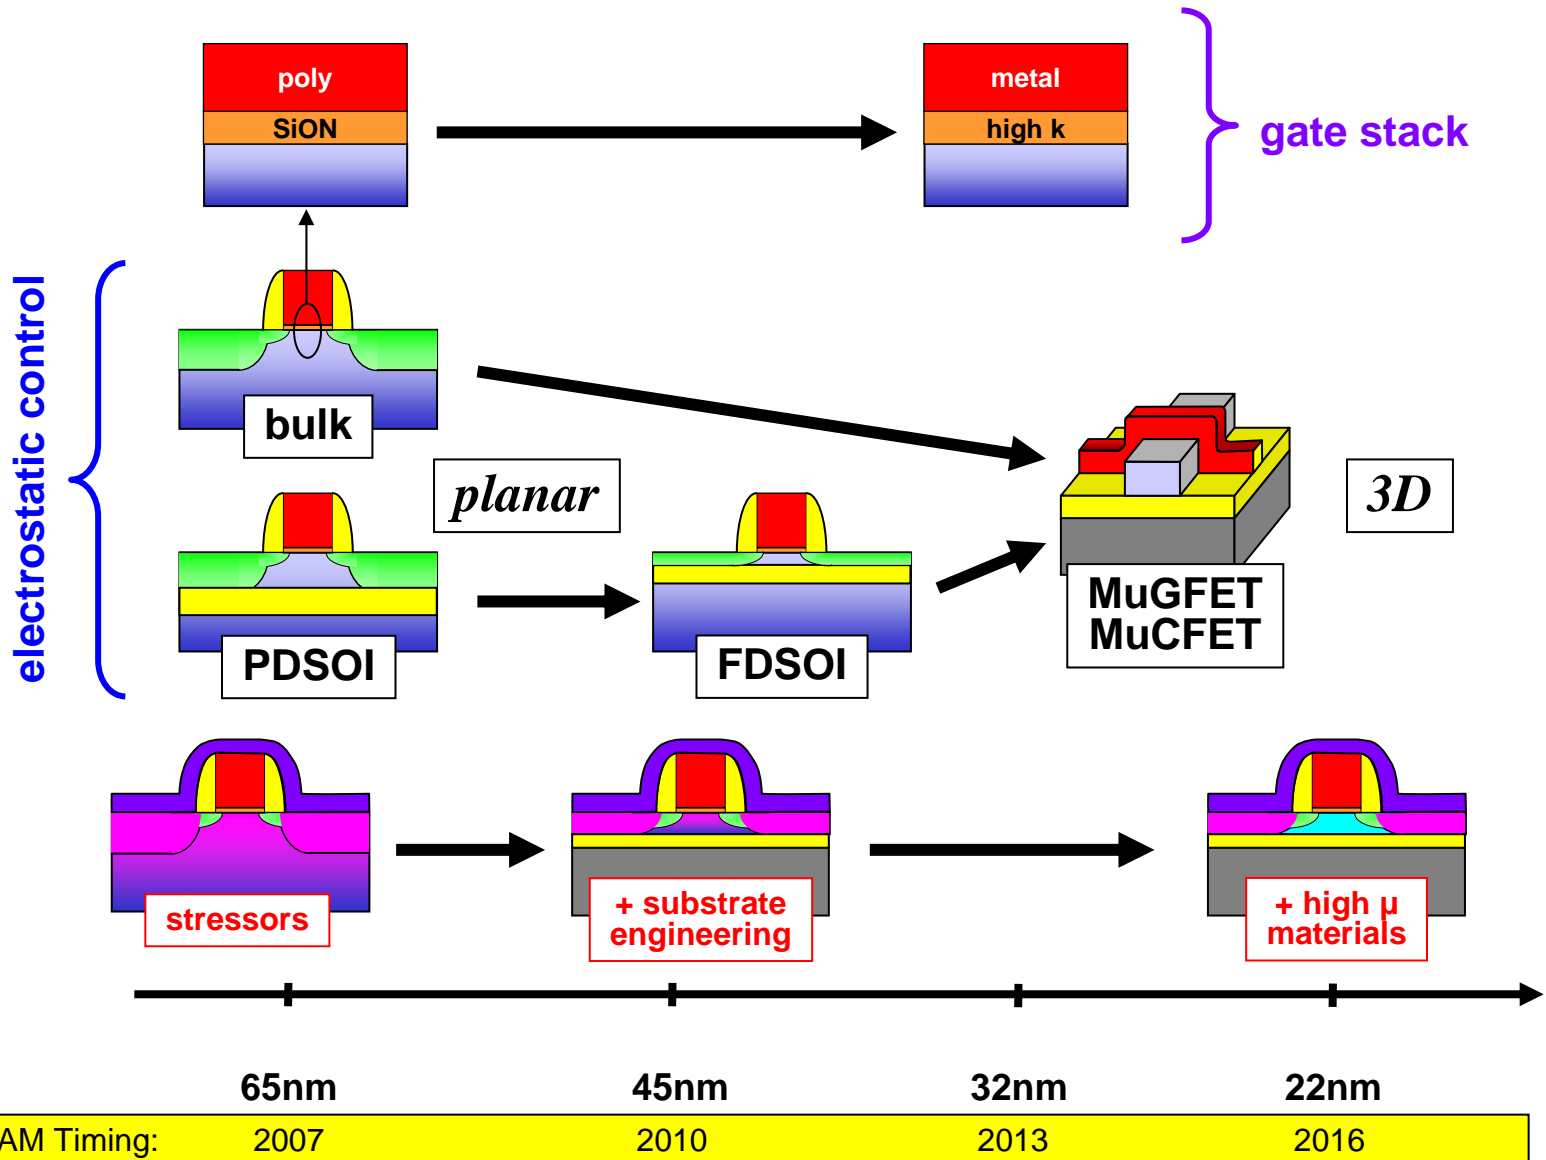 poly
SiON
metal
high k
gate stack
electrostatic control
bulk
planar
3D
PDSOI
FDSOI
MuGFET
MuCFET
stressors
+ substrate
engineering
+ high µ
materials
65nm 45nm 32nm 22nm
AM Timing: 2007 2010 2013 2016